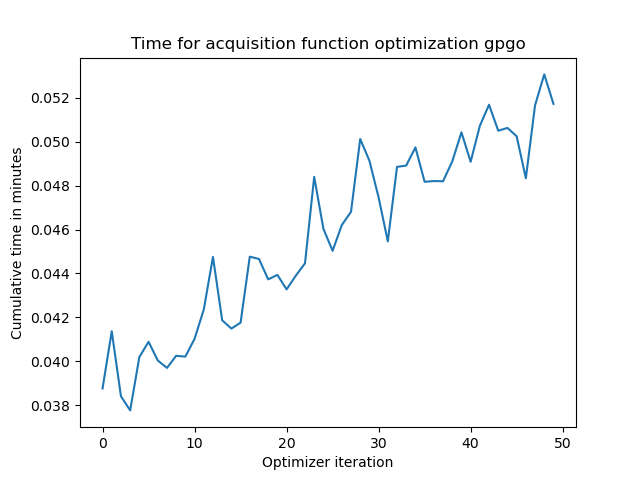 Time for acquisition function optimization gpgo
0.052
0.050
0.048
0.046
0.044
0.042
0.040
0.038
Cumulative time in minutes
0 10 20 30 40 50
Optimizer iteration